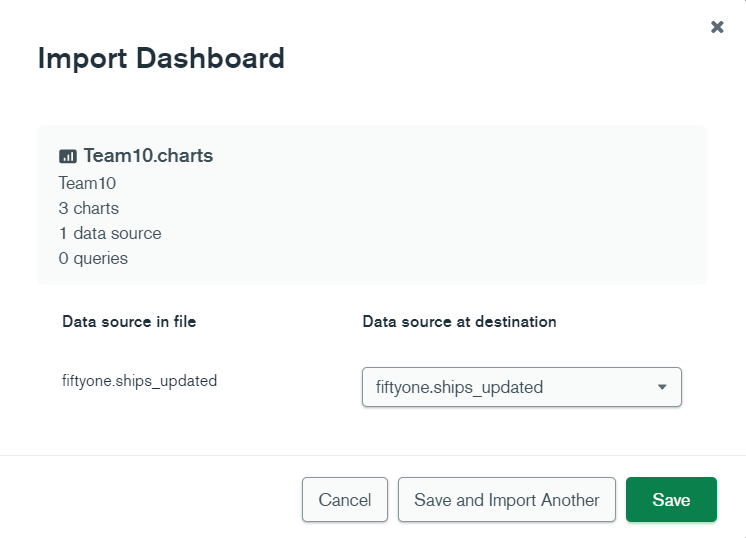 Import Dashboard
Team10.charts
Team10
3 charts
1 data source
0 queries
Data source in file
Data source at destination
fiftyone.ships_updated
fiftyone.ships_updated
Cancel
Save and Import Another
Save